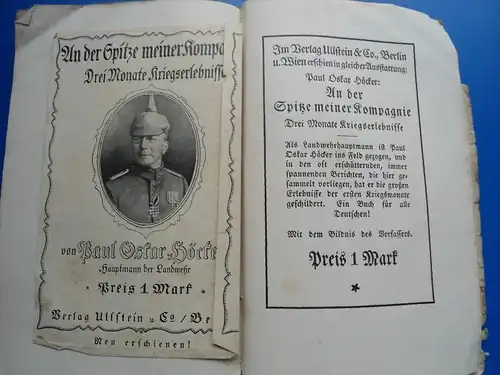 An der Spitze meiner Kompa
Drei Monate Kriegserlebnisse
von Paul Oskar Höcke
Hauptmann der Landwehr
Preis 1 Mark
Verlag Ullstein u Co / Be
Neu erschienen!
Im Verlag Ullstein & Co., Berlin
u. Wien erschien in gleicher Ausstattung:
Paul Oskar Höcker:
An der
Spitze meiner Kompagnie
Drei Monate Kriegserlebnisse
Als Landwehrhauptmann ist Paul
Oskar Höcker ins Feld gezogen, und
in den oft erschütternden, immer
spannenden Berichten, die hier ge-
sammelt vorliegen, hat er die großen
Erlebnisse der ersten Kriegsmonate
geschildert. Ein Buch für alle
Deutschen!
Mit dem Bildnis des Verfassers.
Preis 1 Mark